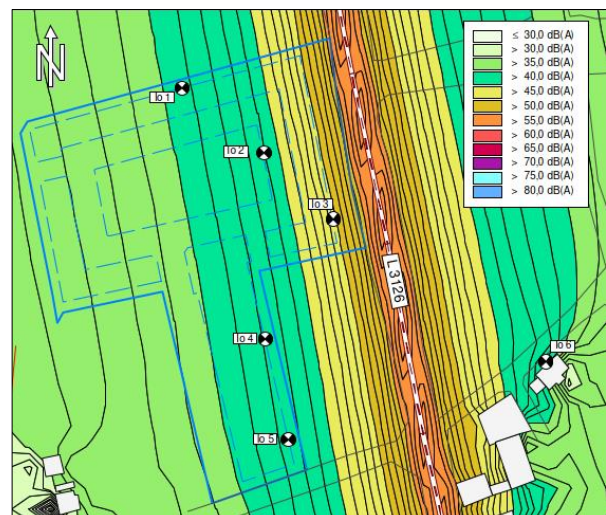 N
≤ 30,0 dB(A)
> 30,0 dB(A)
> 35,0 dB(A)
> 40,0 dB(A)
> 45,0 dB(A)
> 50,0 dB(A)
> 55,0 dB(A)
> 60,0 dB(A)
> 65,0 dB(A)
> 70,0 dB(A)
> 75,0 dB(A)
> 80,0 dB(A)
Io 1
Io 2
Io 3
L 3126
Io 4
Io 6
Io 5